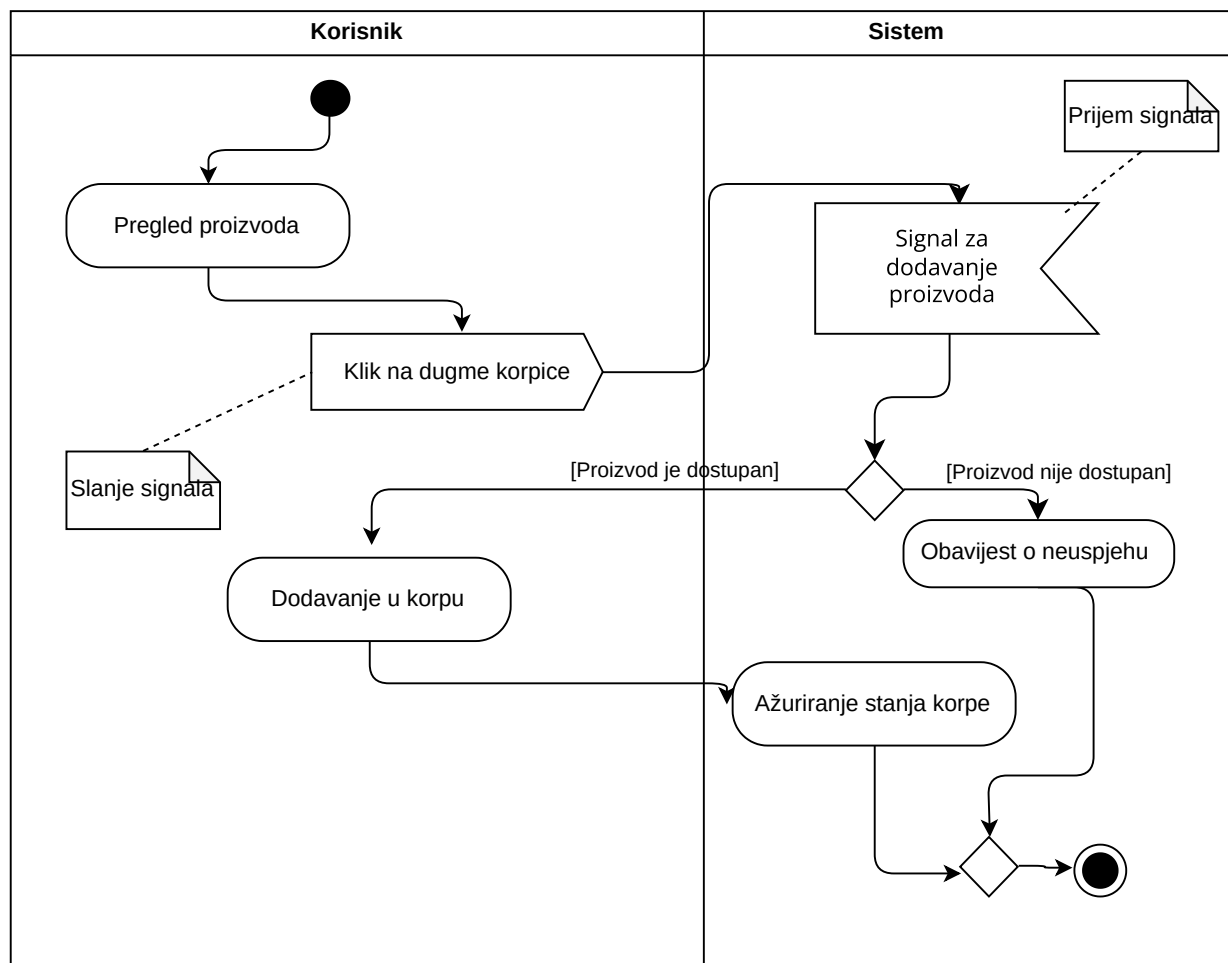 Korisnik
Sistem
Prijem signala
Pregled proizvoda
Signal za
dodavanje
proizvoda
Klik na dugme korpice
Slanje signala
[Proizvod je dostupan]
[Proizvod nije dostupan]
Obavijest o neuspjehu
Dodavanje u korpu
Ažuriranje stanja korpe